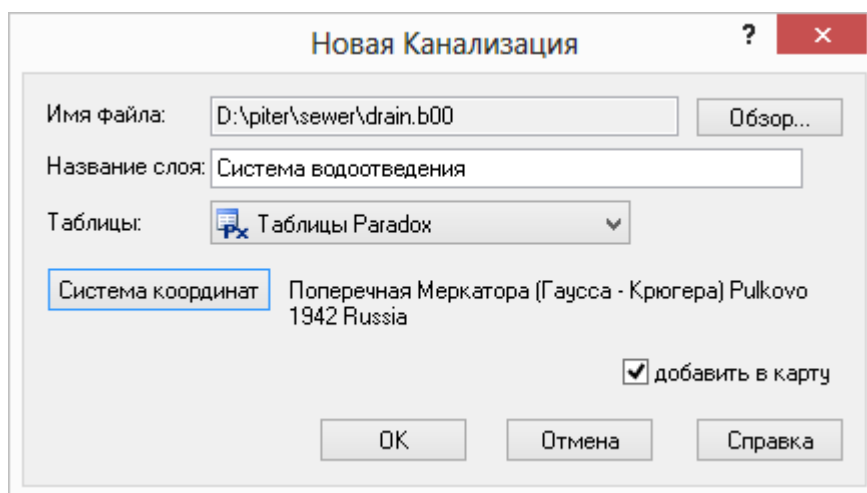 Новая Канализация
?
×
Имя файла: D:\piter\sewer\drain.b00 Обзор...
Название слоя: Система водоотведения
Таблицы: Px Таблицы Paradox
Система координат Поперечная Меркатора (Гаусса - Крюгера) Pulkovo
1942 Russia
добавить в карту
OK Отмена Справка